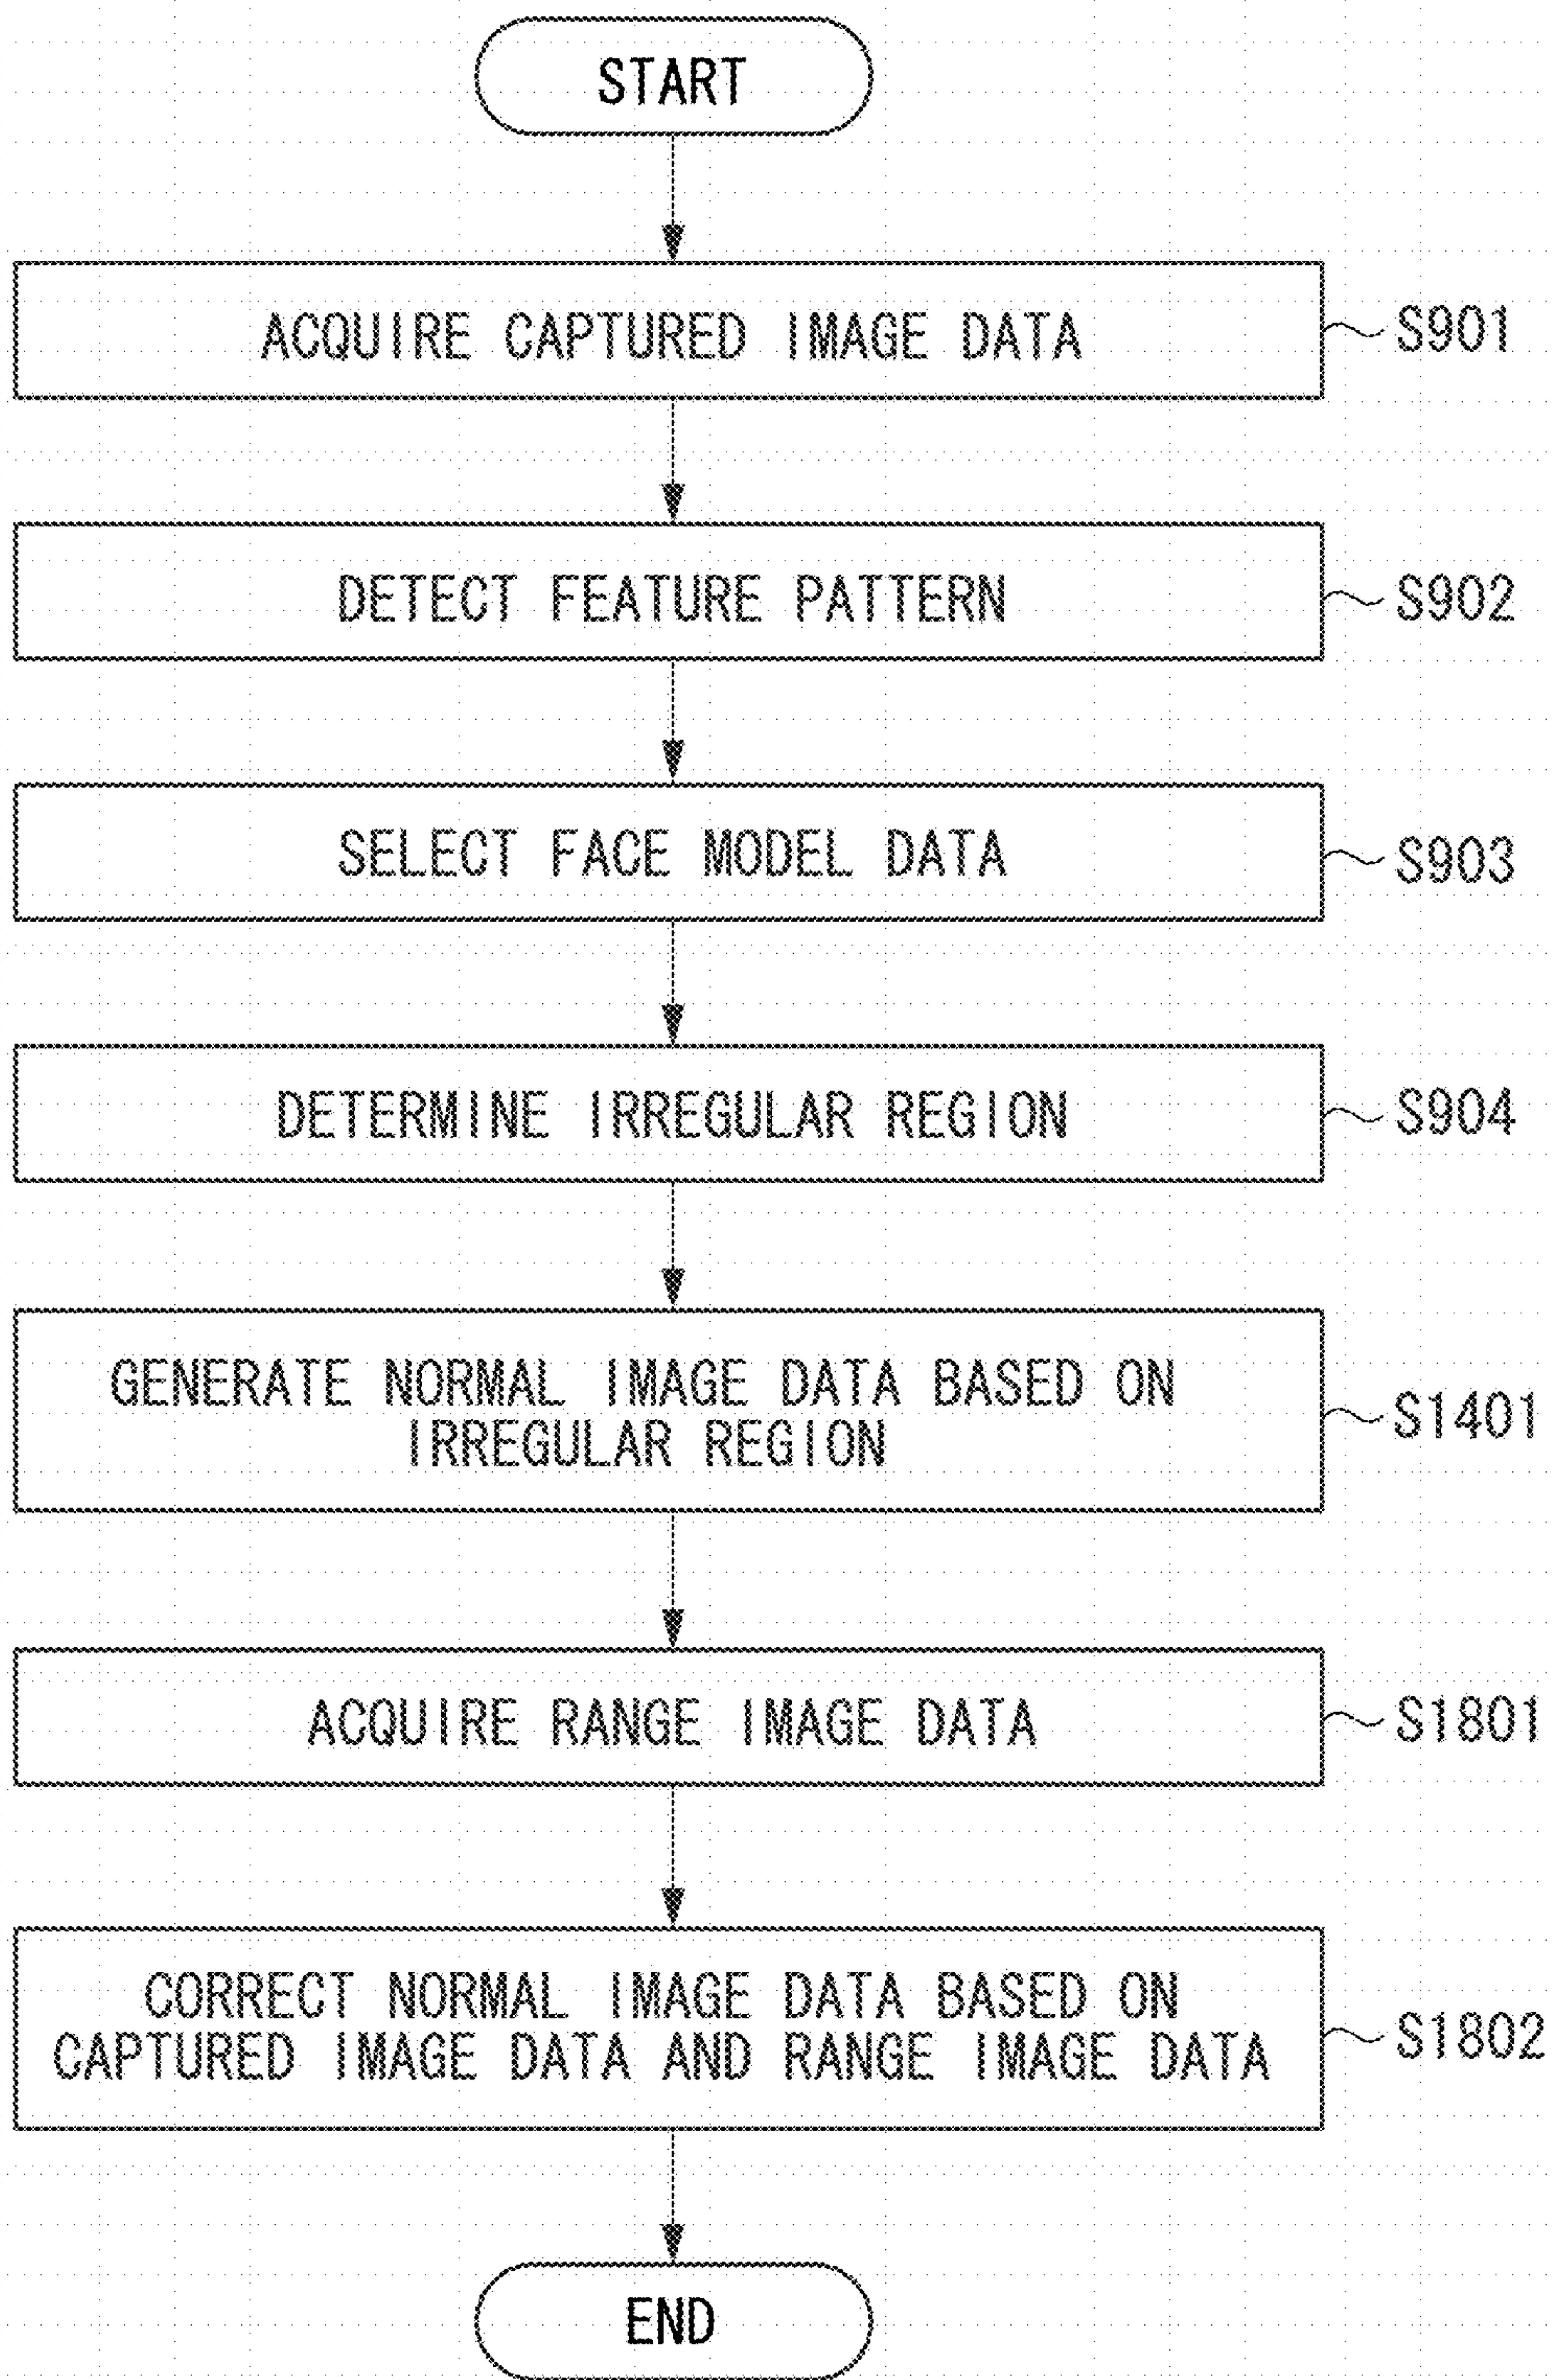 START
ACQUIRE CAPTURED IMAGE DATA
S901
DETECT FEATURE PATTERN
S902
SELECT FACE MODEL DATA
S903
DETERMINE IRREGULAR REGION
S904
GENERATE NORMAL IMAGE DATA BASED ON
IRREGULAR REGION
S1401
ACQUIRE RANGE IMAGE DATA
S1801
CORRECT NORMAL IMAGE DATA BASED ON
CAPTURED IMAGE DATA AND RANGE IMAGE DATA
S1802
END